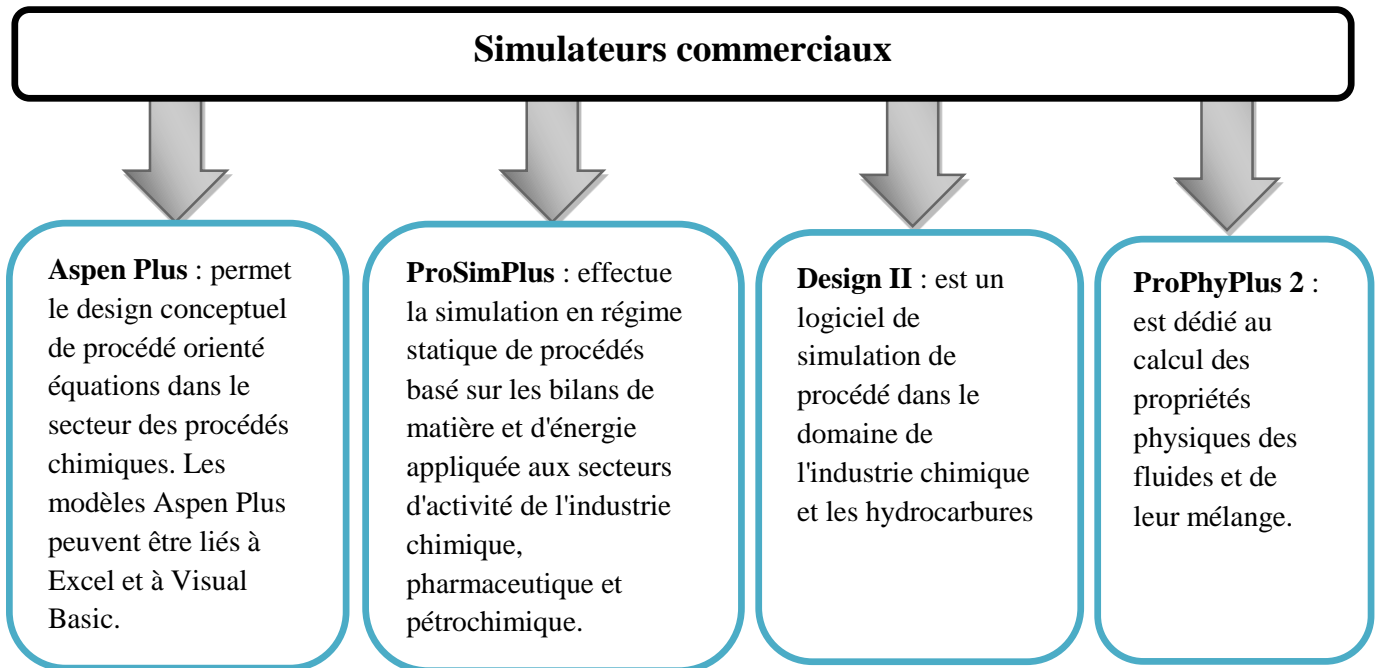 Simulateurs commerciaux
Aspen Plus : permet
le design conceptuel
de procédé orienté
équations dans le
secteur des procédés
chimiques. Les
modèles Aspen Plus
peuvent être liés à
Excel et à Visual
Basic.
ProSimPlus : effectue
la simulation en régime
statique de procédés
basé sur les bilans de
matière et d'énergie
appliquée aux secteurs
d'activité de l'industrie
chimique,
pharmaceutique et
pétrochimique.
Design II : est un
logiciel de
simulation de
procédé dans le
domaine de
l'industrie chimique
et les hydrocarbures
ProPhyPlus 2 :
est dédié au
calcul des
propriétés
physiques des
fluides et de
leur mélange.